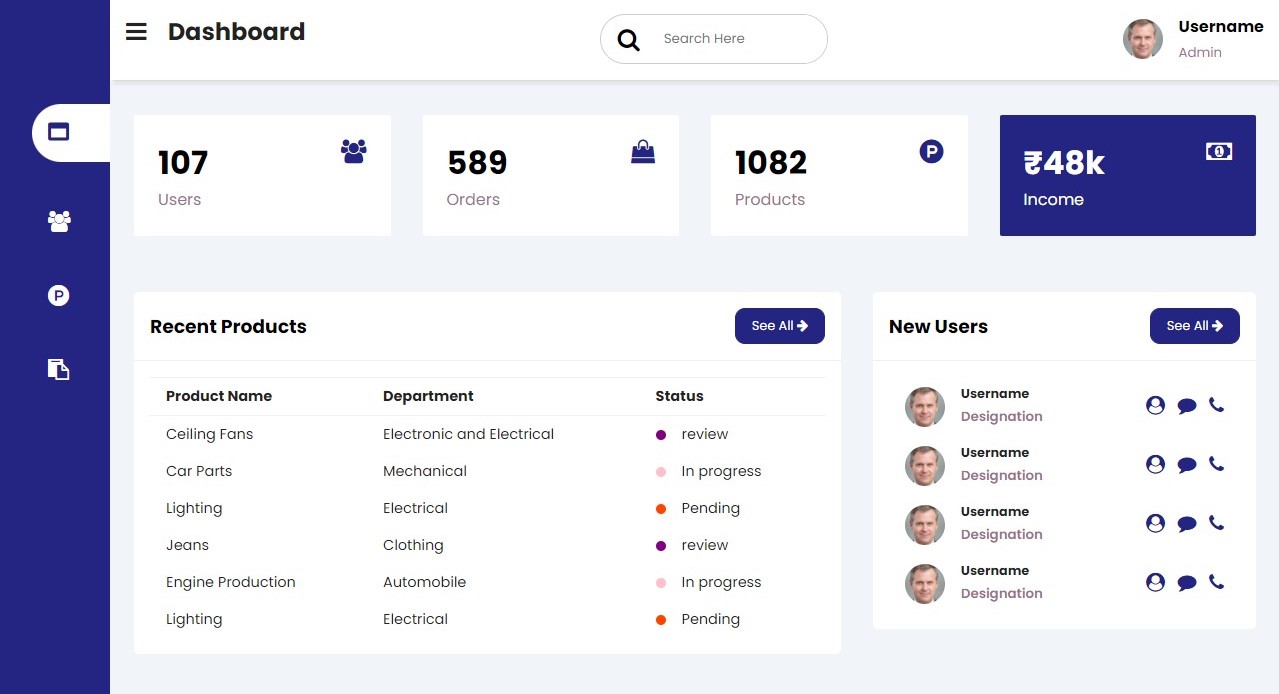 Dashboard
Search Here
Username
Admin
107
Users
589
Orders
1082
Products
₹48k
Income
Recent Products
See All
Product Name Department Status
Ceiling Fans Electronic and Electrical review
Car Parts Mechanical In progress
Lighting Electrical Pending
Jeans Clothing review
Engine Production Automobile In progress
Lighting Electrical Pending
New Users
See All
Username
Designation
Username
Designation
Username
Designation
Username
Designation